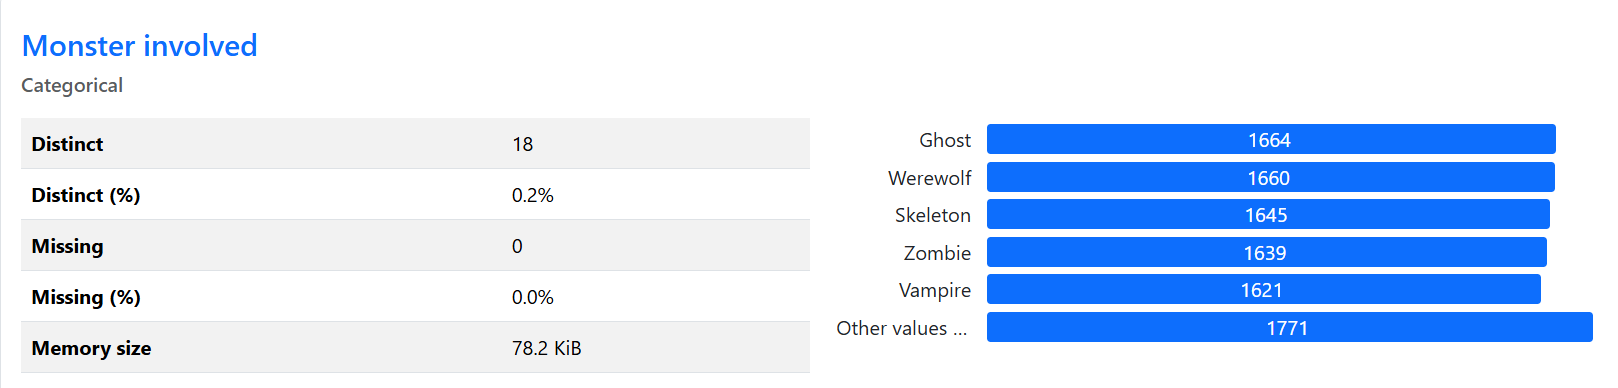 Monster involved
Categorical
Distinct 18
Distinct (%) 0.2%
Missing 0
Missing (%) 0.0%
Memory size 78.2 KiB
Ghost 1664
Werewolf 1660
Skeleton 1645
Zombie 1639
Vampire 1621
Other values ... 1771